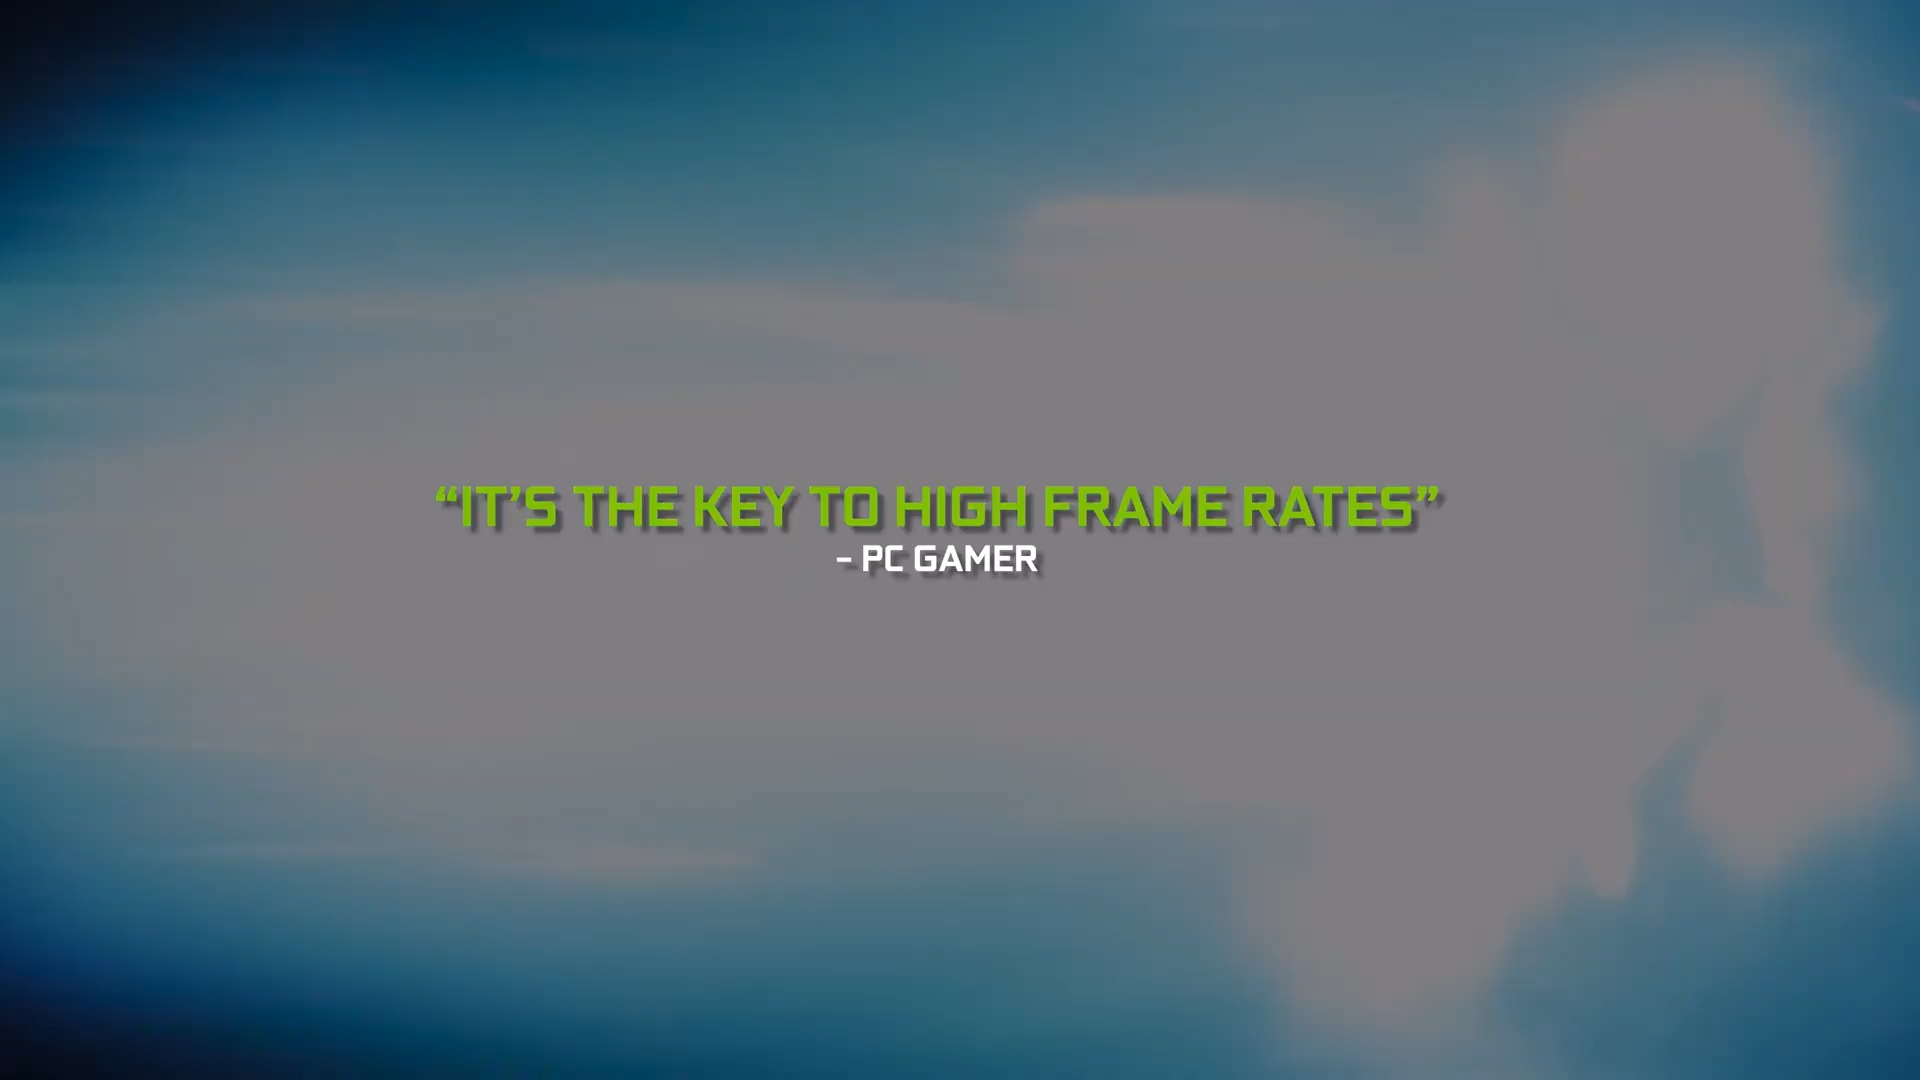 “IT’S THE KEY TO HIGH FRAME RATES”
– PC GAMER